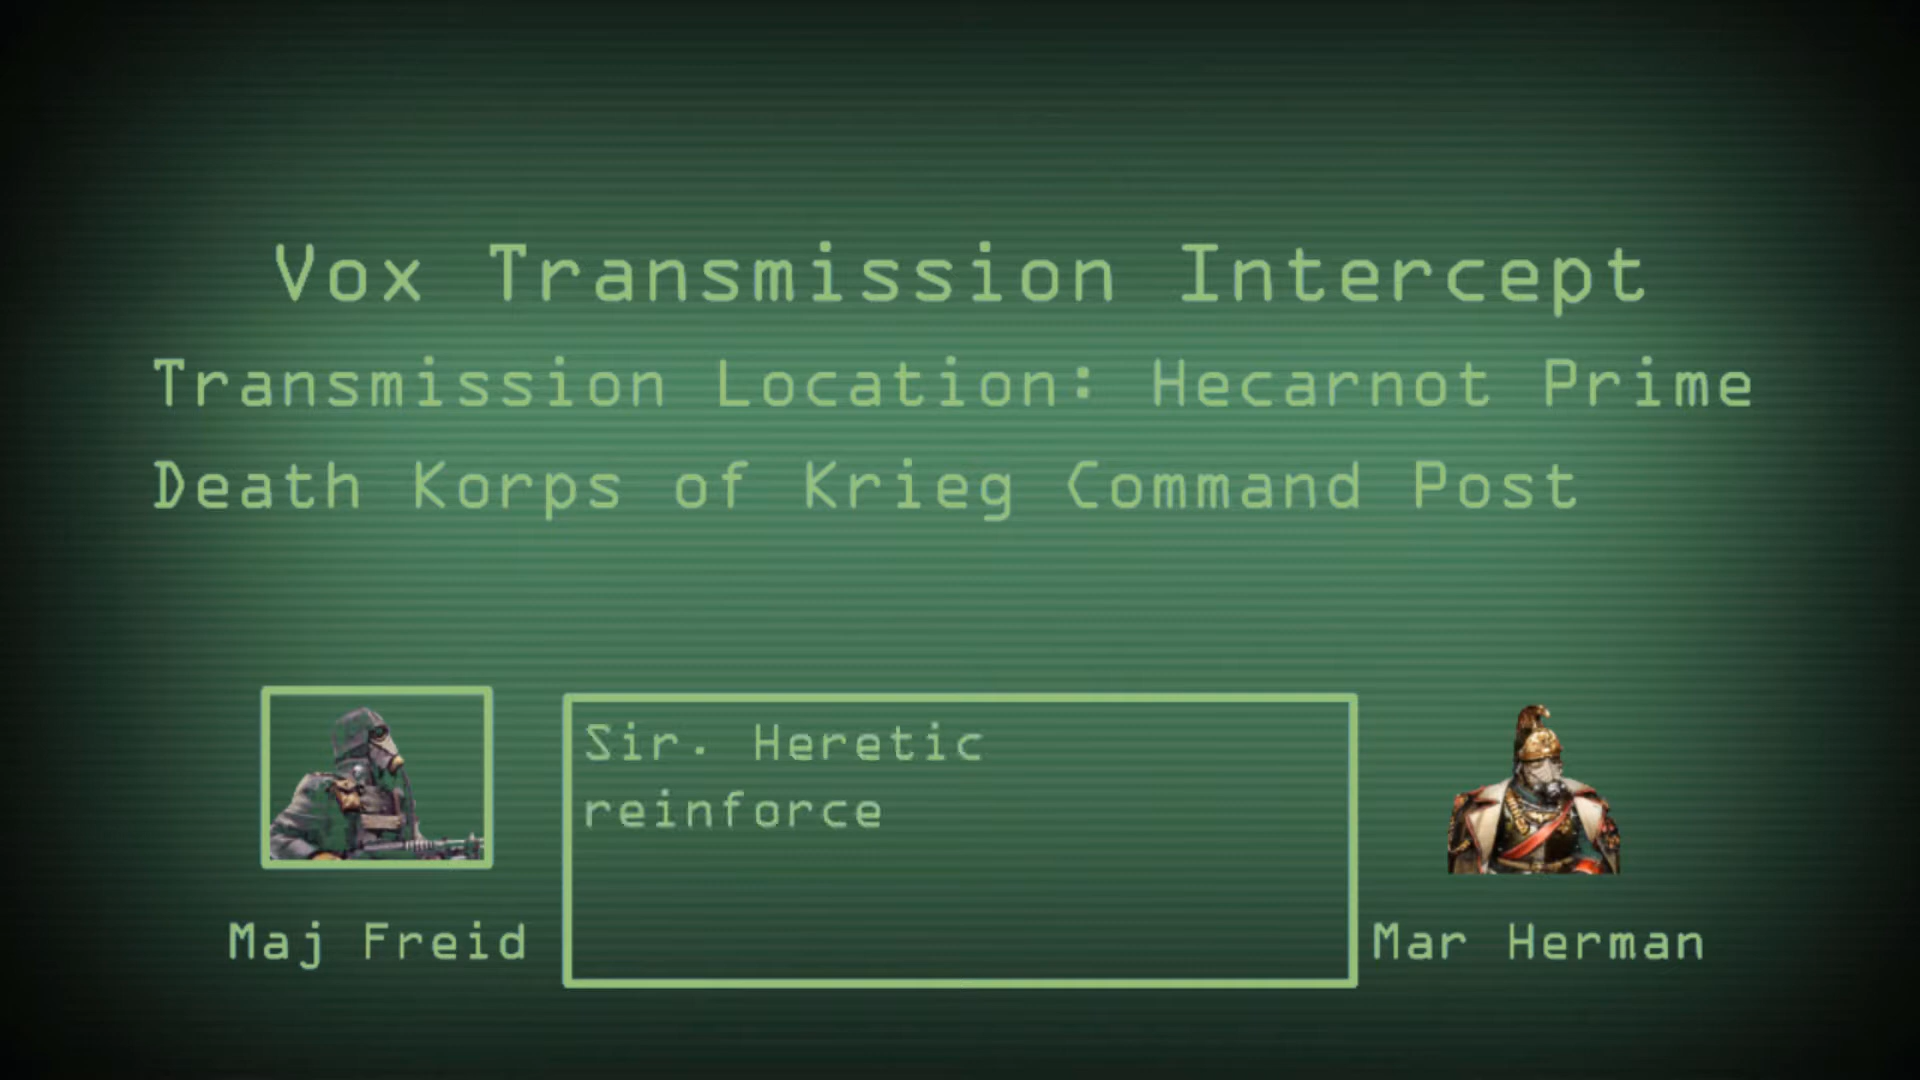 Vox Transmission Intercept
Transmission Location: Hecarnot Prime
Death Korps of Krieg Command Post
Sir. Heretic
reinforce
Maj Freid
Mar Herman